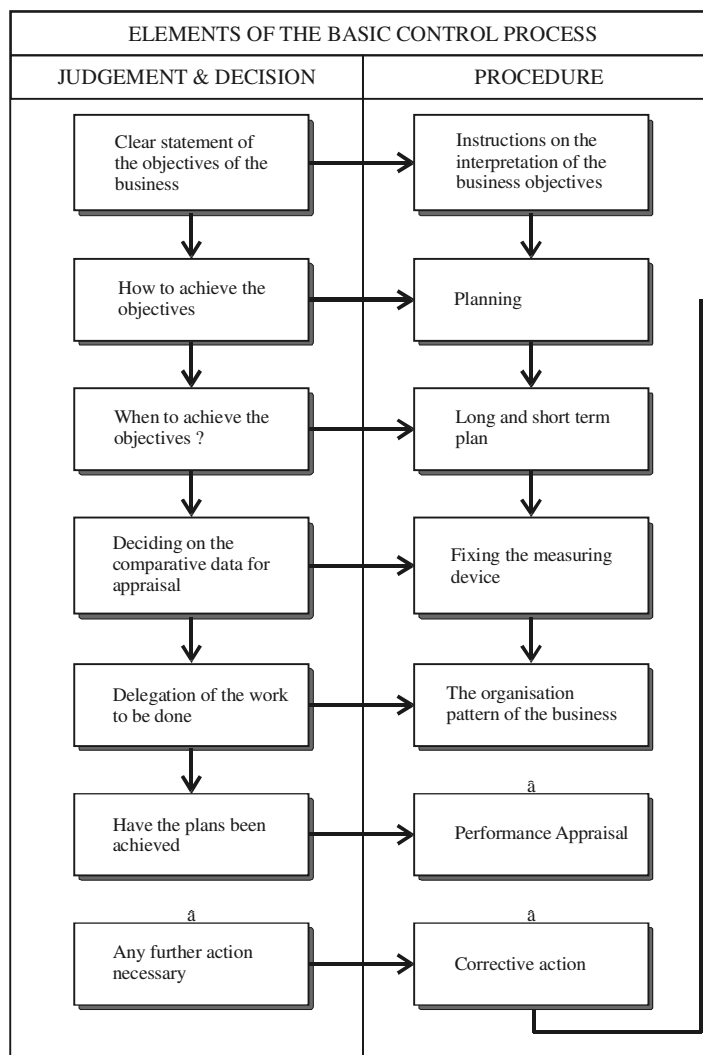 ELEMENTS OF THE BASIC CONTROL PROCESS
JUDGEMENT & DECISION
PROCEDURE
Clear statement of
the objectives of the
business
Instructions on the
interpretation of the
business objectives
How to achieve the
objectives
Planning
When to achieve the
objectives ?
Long and short term
plan
Deciding on the
comparative data for
appraisal
Fixing the measuring
device
Delegation of the work
to be done
The organisation
pattern of the business
â
Have the plans been
achieved
Performance Appraisal
â
â
Any further action
necessary
Corrective action